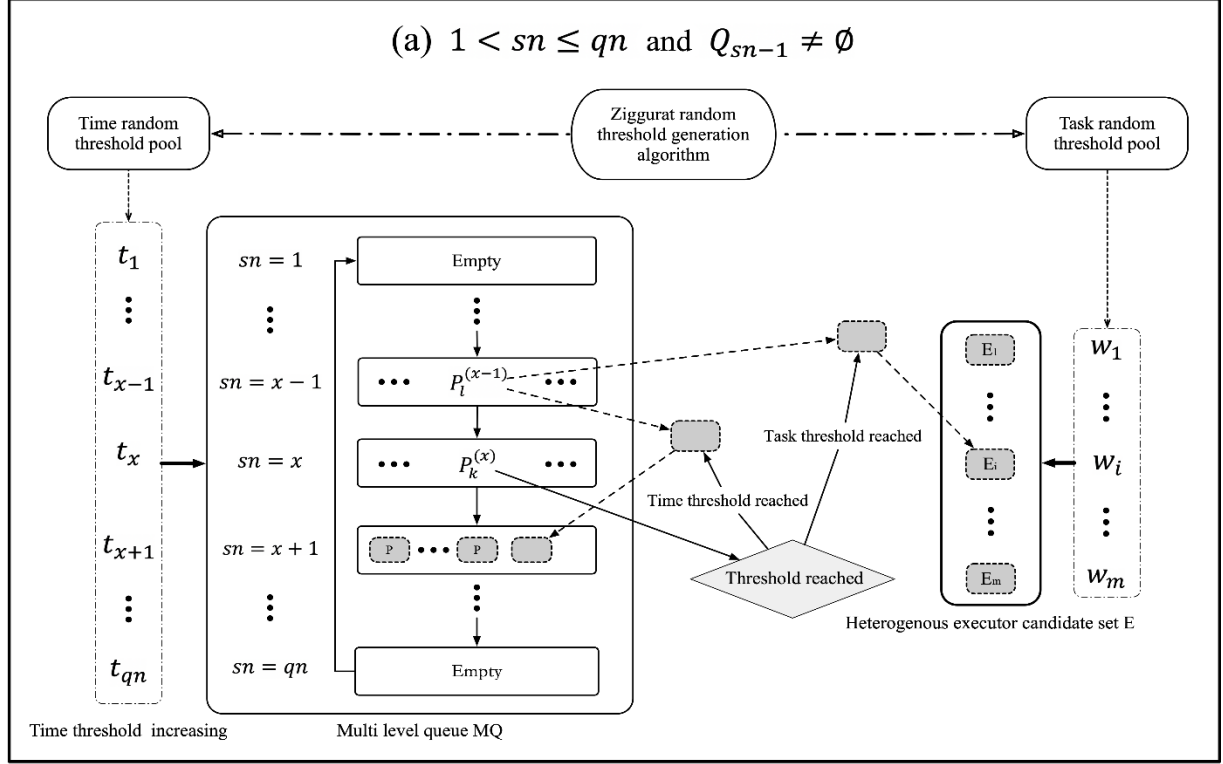 (a) 1 < sn ≤ qn and Q_{sn−1} ≠ ∅
Time random
threshold pool
Ziggurat random
threshold generation
algorithm
Task random
threshold pool
t_1
⋮
t_{x−1}
t_x
t_{x+1}
⋮
t_{qn}
sn = 1
⋮
sn = x − 1
sn = x
sn = x + 1
⋮
sn = qn
Empty
⋮
••• P_l^{(x−1)} •••
••• P_k^{(x)} •••
P ••• P
⋮
Empty
Task threshold reached
Time threshold reached
Threshold reached
E_1
⋮
E_i
⋮
E_m
w_1
⋮
w_i
⋮
w_m
Heterogenous executor candidate set E
Time threshold increasing
Multi level queue MQ